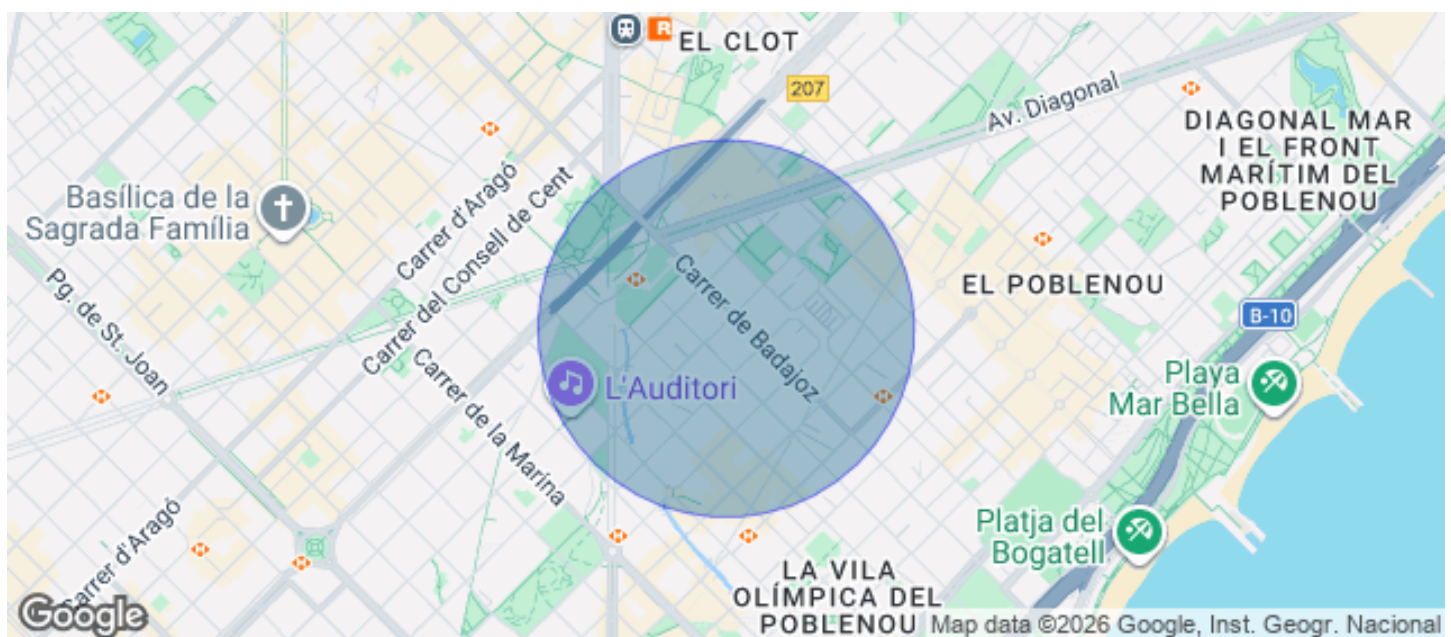 R
EL CLOT
207
Av. Diagonal
DIAGONAL MAR
I EL FRONT
MARÍTIM DEL
POBLENOU
Basílica de la
Sagrada Família
Carrer d'Aragó
Carrer del Consell de Cent
Carrer de Badajoz
EL POBLENOU
Pg. de St. Joan
B-10
Carrer de la Marina
L'Auditori
Playa
Mar Bella
Carrer d'Aragó
Platja del
Bogatell
LA VILA
OLÍMPICA DEL
POBLENOU
Google
Map data ©2026 Google, Inst. Geogr. Nacional